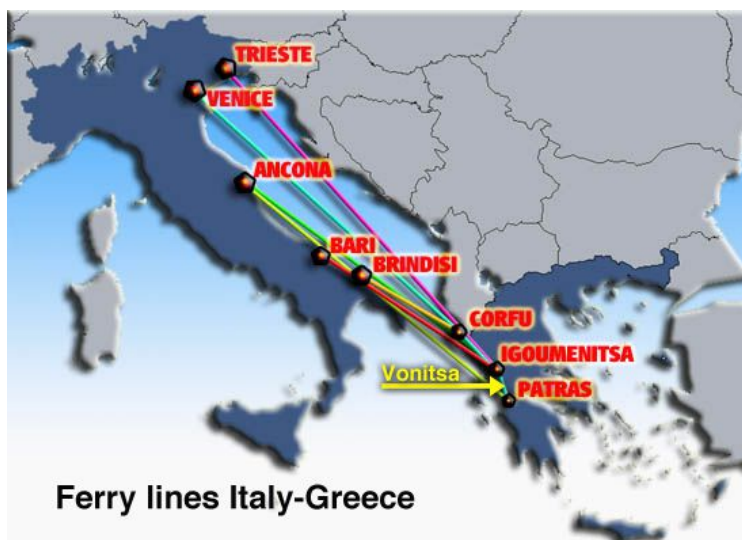 TRIESTE
VENICE
ANCONA
BARI
BRINDISI
CORFU
IGOUMENITSA
Vonitsa
PATRAS
Ferry lines Italy-Greece